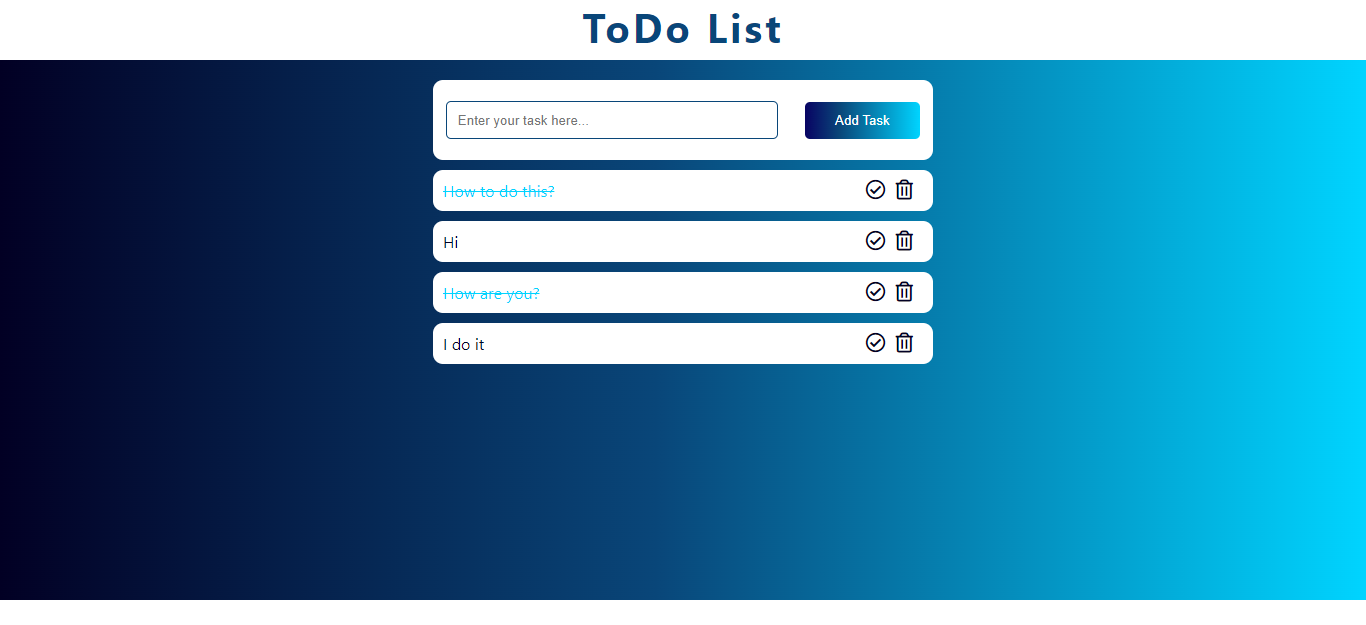 ToDo List
Enter your task here...
Add Task
How to do this?
Hi
How are you?
I do it